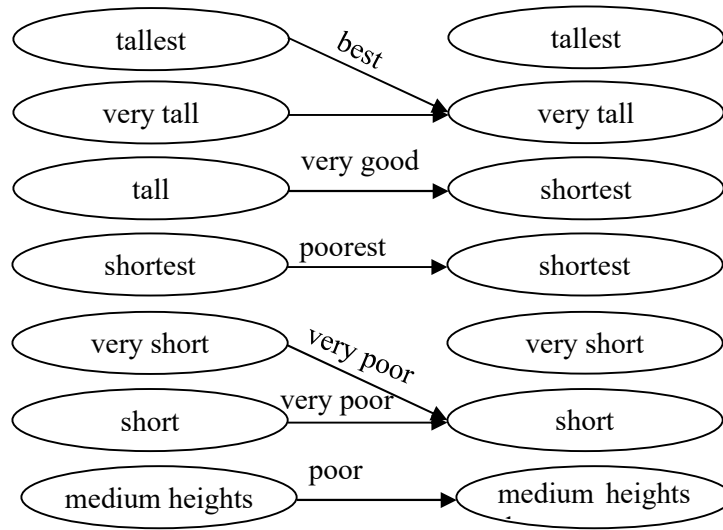 tallest best tallest
very tall very tall
tall very good shortest
shortest poorest shortest
very short very poor very short
short very poor short
medium heights poor medium heights